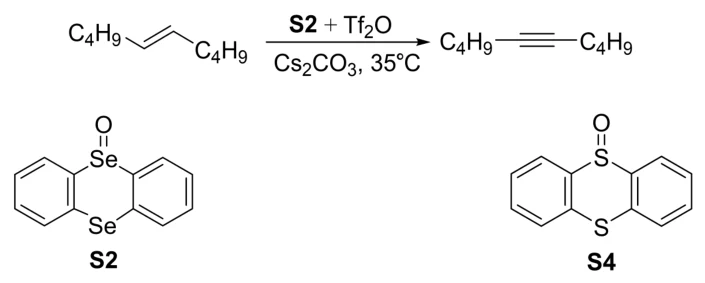 C₄H₉ C₄H₉ S2 + Tf₂O C₄H₉ C₄H₉
Cs₂CO₃, 35°C
O O
Se S
Se S
S2 S4